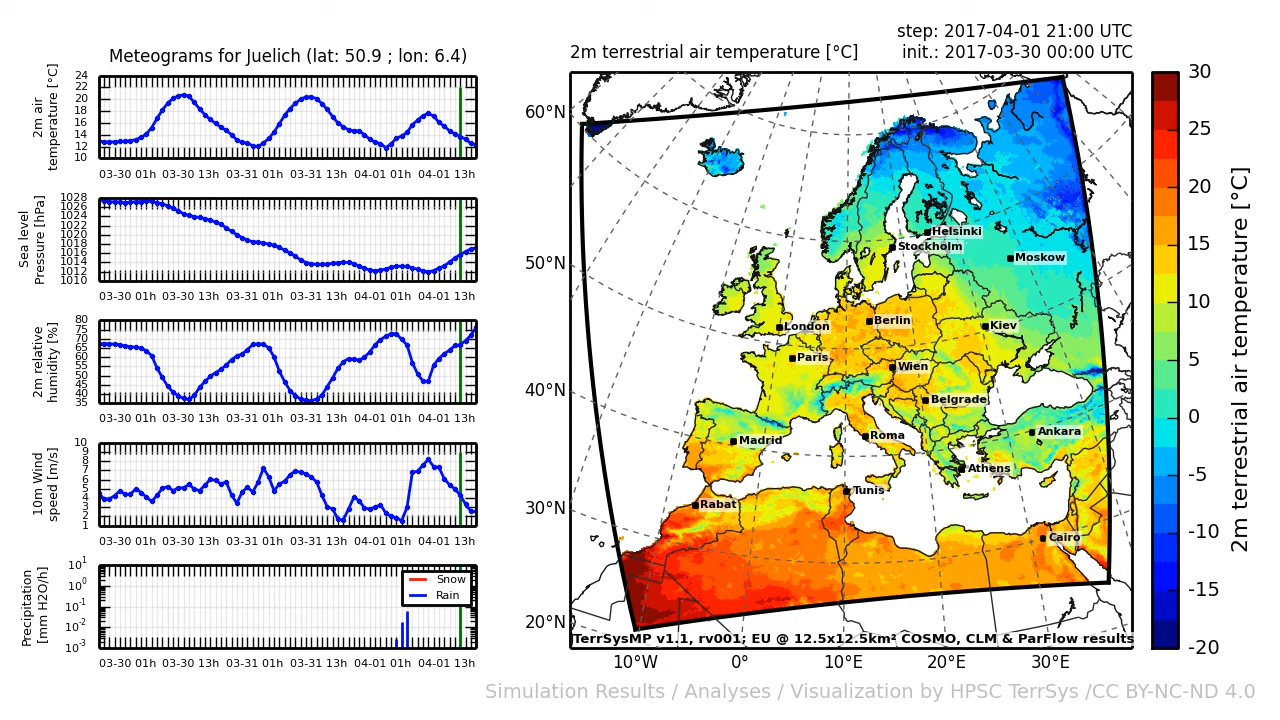 step: 2017-04-01 21:00 UTC
Meteograms for Juelich (lat: 50.9 ; lon: 6.4)
2m terrestrial air temperature [°C]
init.: 2017-03-30 00:00 UTC
2m air
temperature [°C]
24
22
20
18
16
14
12
10
03-30 01h 03-30 13h 03-31 01h 03-31 13h 04-01 01h 04-01 13h
Sea level
Pressure [hPa]
1028
1026
1024
1022
1020
1018
1016
1014
1012
1010
03-30 01h 03-30 13h 03-31 01h 03-31 13h 04-01 01h 04-01 13h
2m relative
humidity [%]
80
75
70
65
60
55
50
45
40
35
03-30 01h 03-30 13h 03-31 01h 03-31 13h 04-01 01h 04-01 13h
10m Wind
speed [m/s]
10
9
8
7
6
5
4
3
2
1
03-30 01h 03-30 13h 03-31 01h 03-31 13h 04-01 01h 04-01 13h
Precipitation
[mm H2O/h]
10¹
10⁰
10⁻¹
10⁻²
10⁻³
Snow
Rain
03-30 01h 03-30 13h 03-31 01h 03-31 13h 04-01 01h 04-01 13h
60°N
50°N
40°N
30°N
20°N
Helsinki
Stockholm
Moskow
London
Berlin
Kiev
Paris
Wien
Belgrade
Madrid
Roma
Ankara
Athens
Tunis
Rabat
Cairo
TerrSysMP v1.1, rv001; EU @ 12.5x12.5km² COSMO, CLM & ParFlow results
10°W 0° 10°E 20°E 30°E
30
25
20
15
10
5
0
-5
-10
-15
-20
2m terrestrial air temperature [°C]
Simulation Results / Analyses / Visualization by HPSC TerrSys /CC BY-NC-ND 4.0